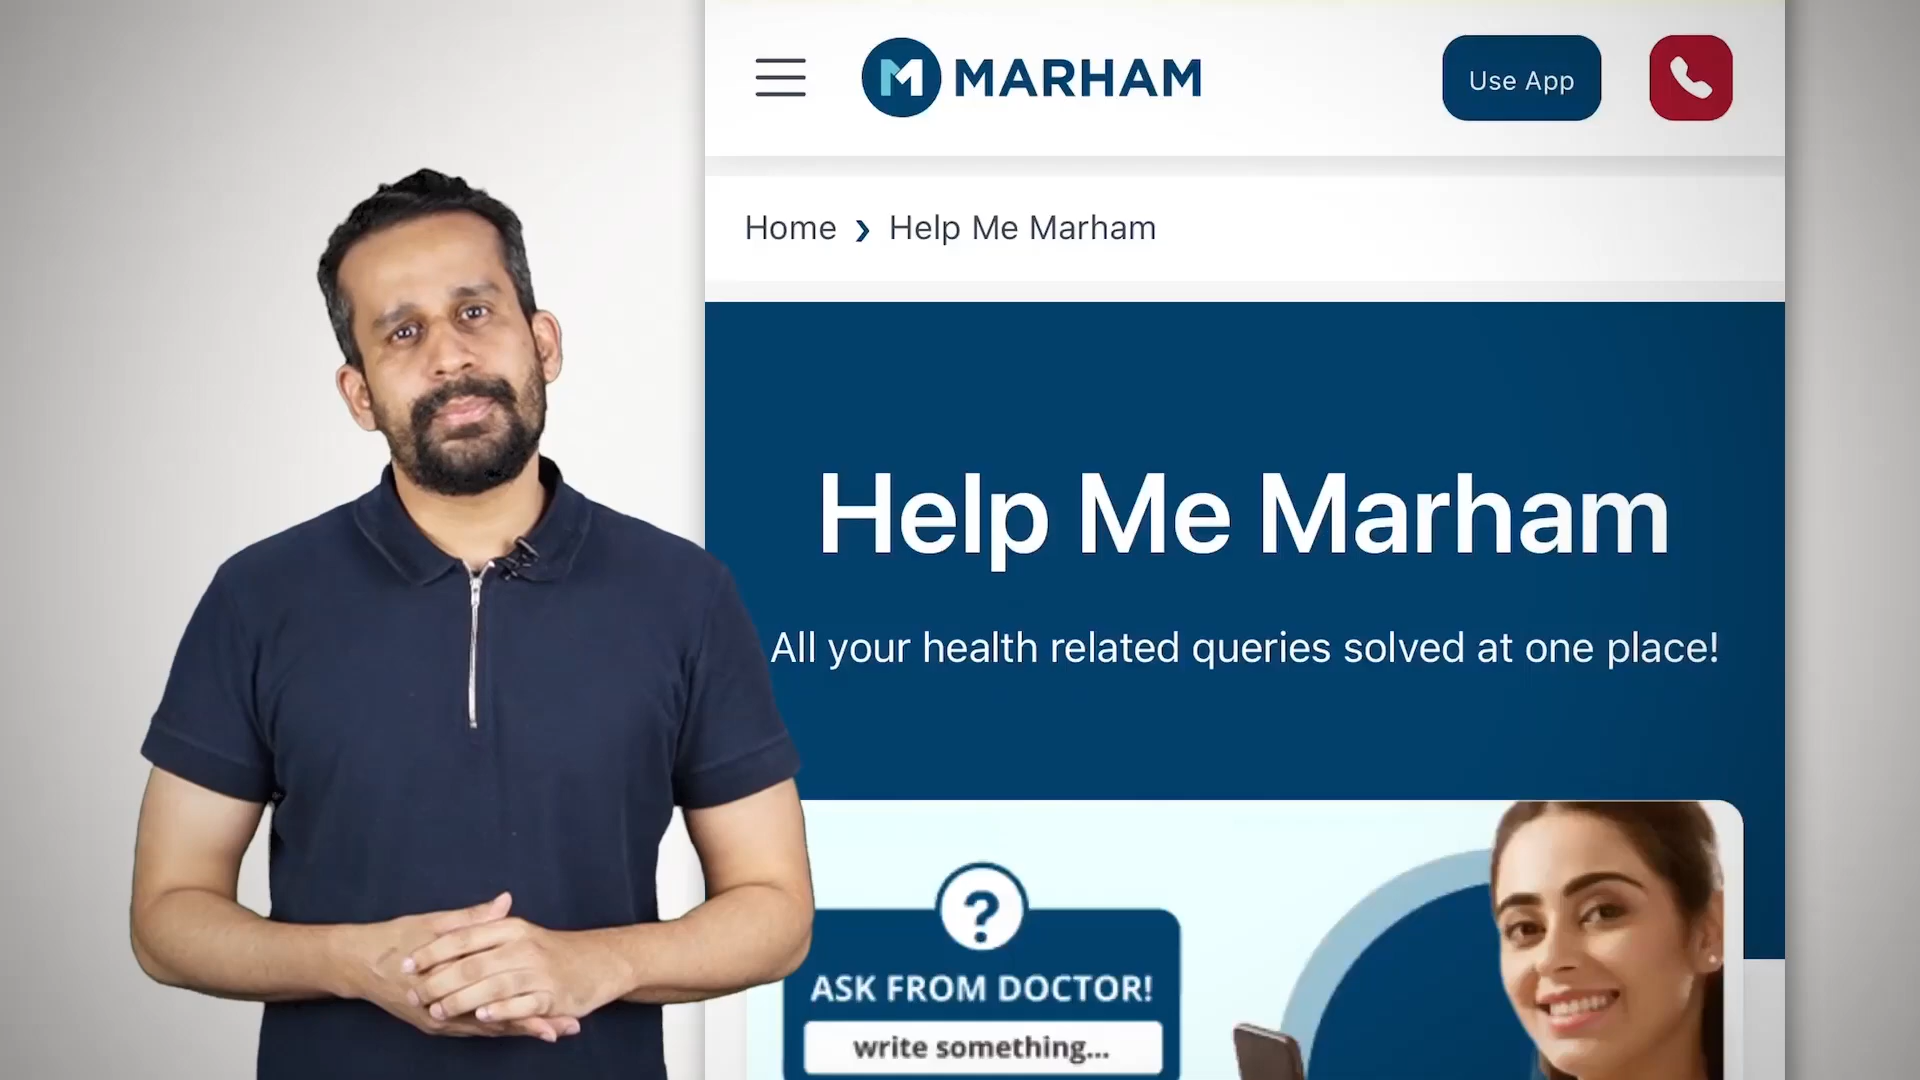 MARHAM
Use App
Home › Help Me Marham
Help Me Marham
All your health related queries solved at one place!
?
ASK FROM DOCTOR!
write something...